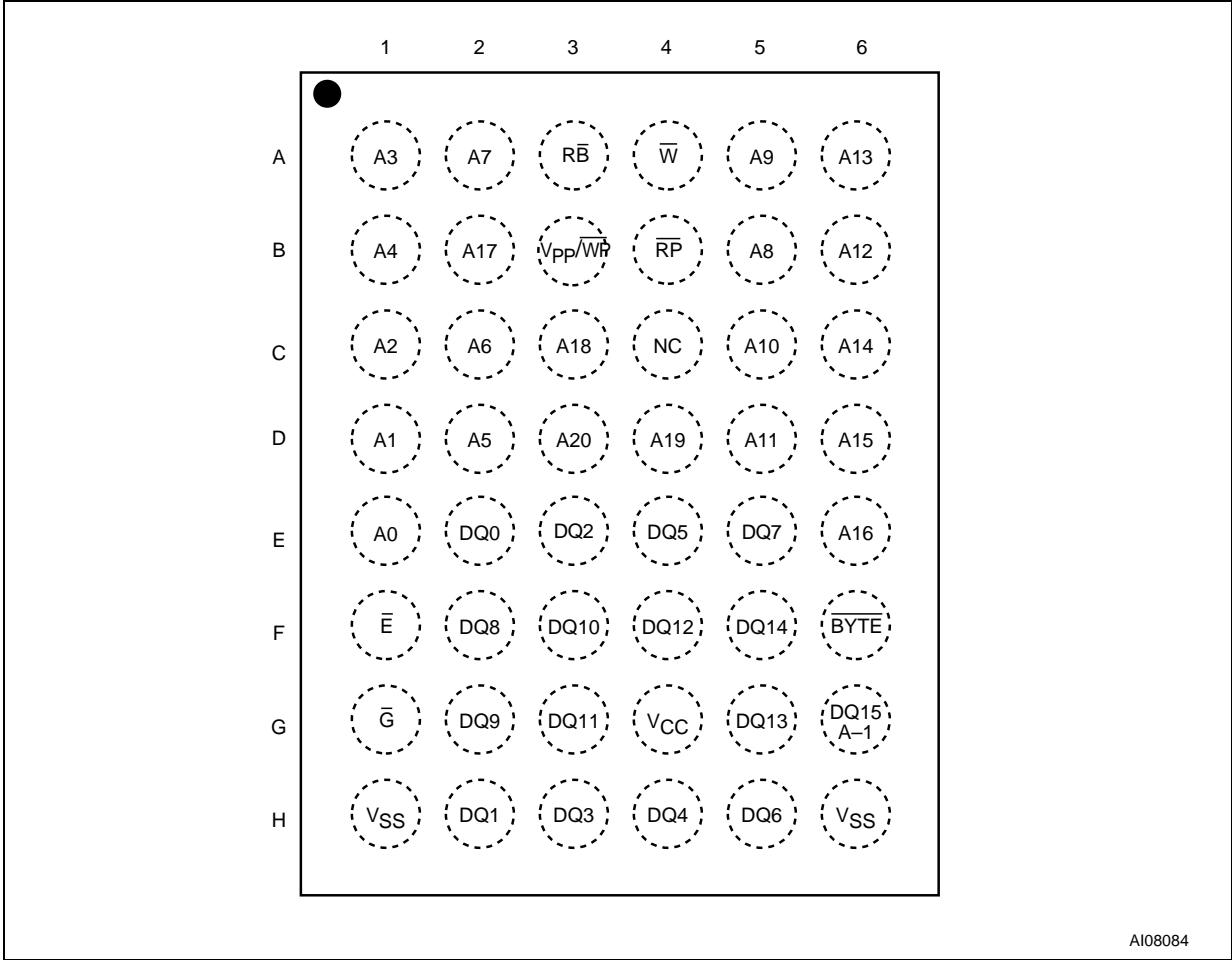 1 2 3 4 5 6
A A3 A7 RB̅ W̅ A9 A13
B A4 A17 VPP/W̅P̅ R̅P̅ A8 A12
C A2 A6 A18 NC A10 A14
D A1 A5 A20 A19 A11 A15
E A0 DQ0 DQ2 DQ5 DQ7 A16
F E̅ DQ8 DQ10 DQ12 DQ14 B̅Y̅T̅E̅
G G̅ DQ9 DQ11 VCC DQ13 DQ15
A–1
H VSS DQ1 DQ3 DQ4 DQ6 VSS
AI08084